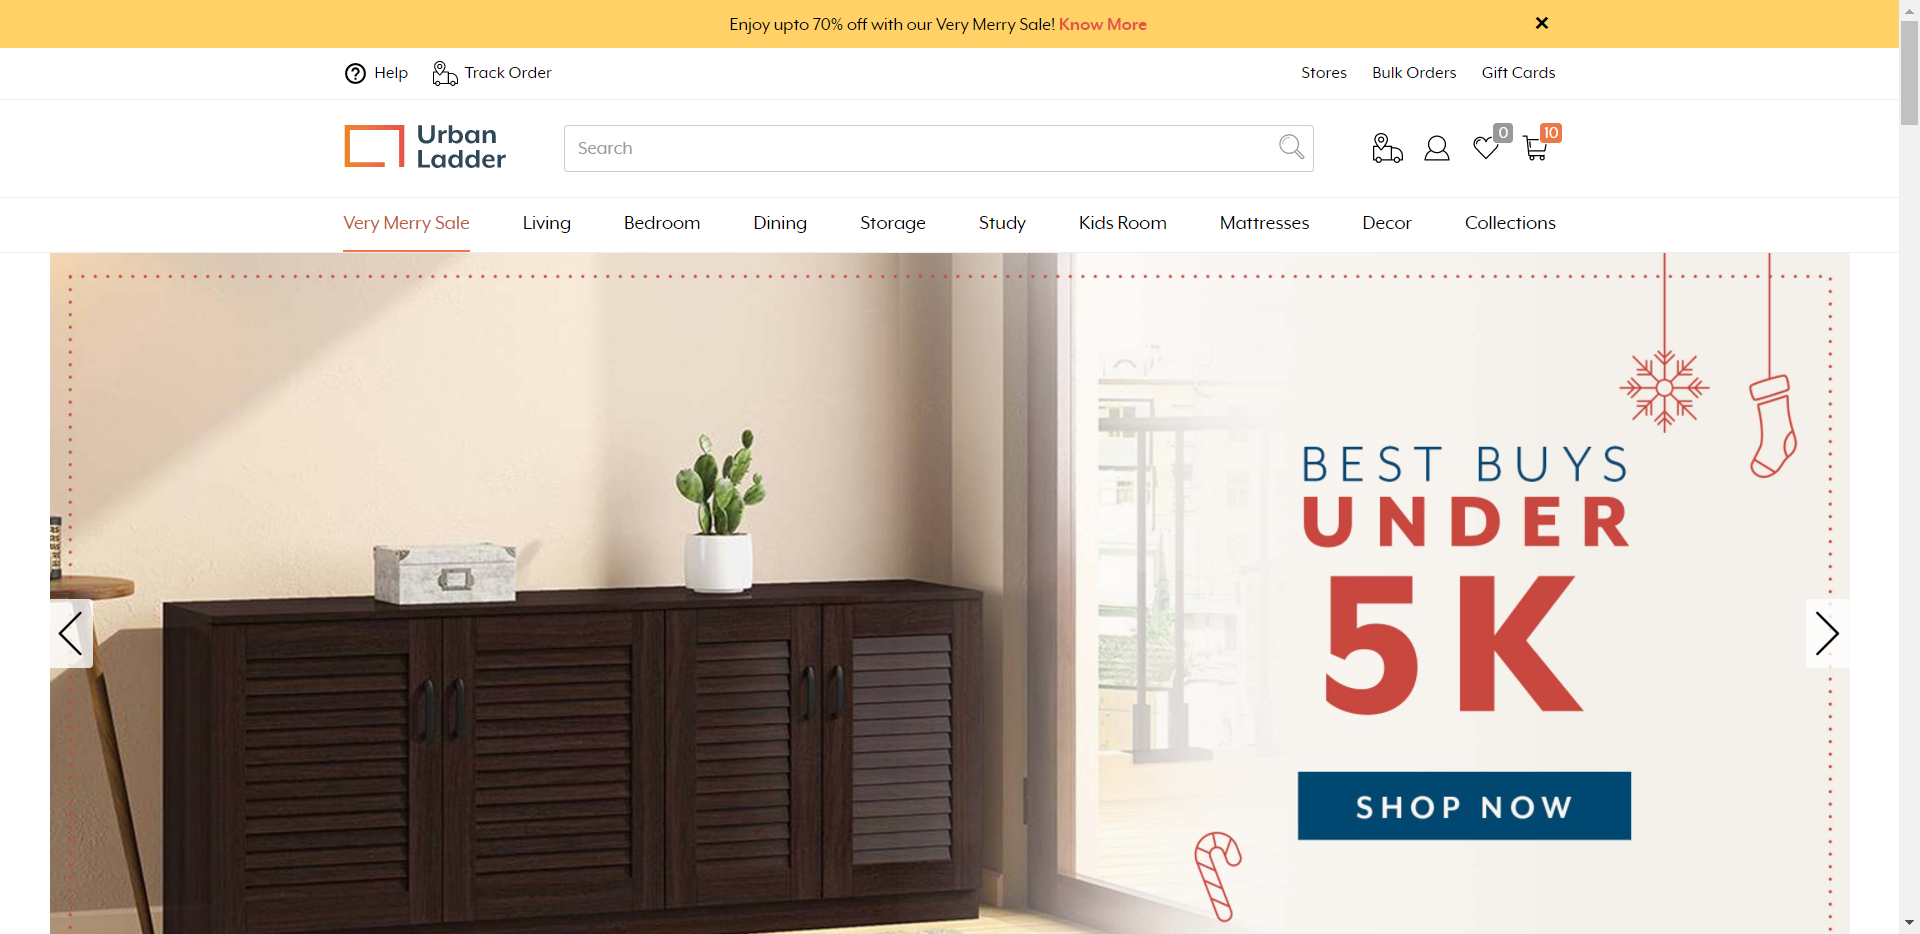 Enjoy upto 70% off with our Very Merry Sale! Know More
Help Track Order Stores Bulk Orders Gift Cards
Urban
Ladder
Search
0
10
Very Merry Sale Living Bedroom Dining Storage Study Kids Room Mattresses Decor Collections
BEST BUYS
UNDER
5K
SHOP NOW